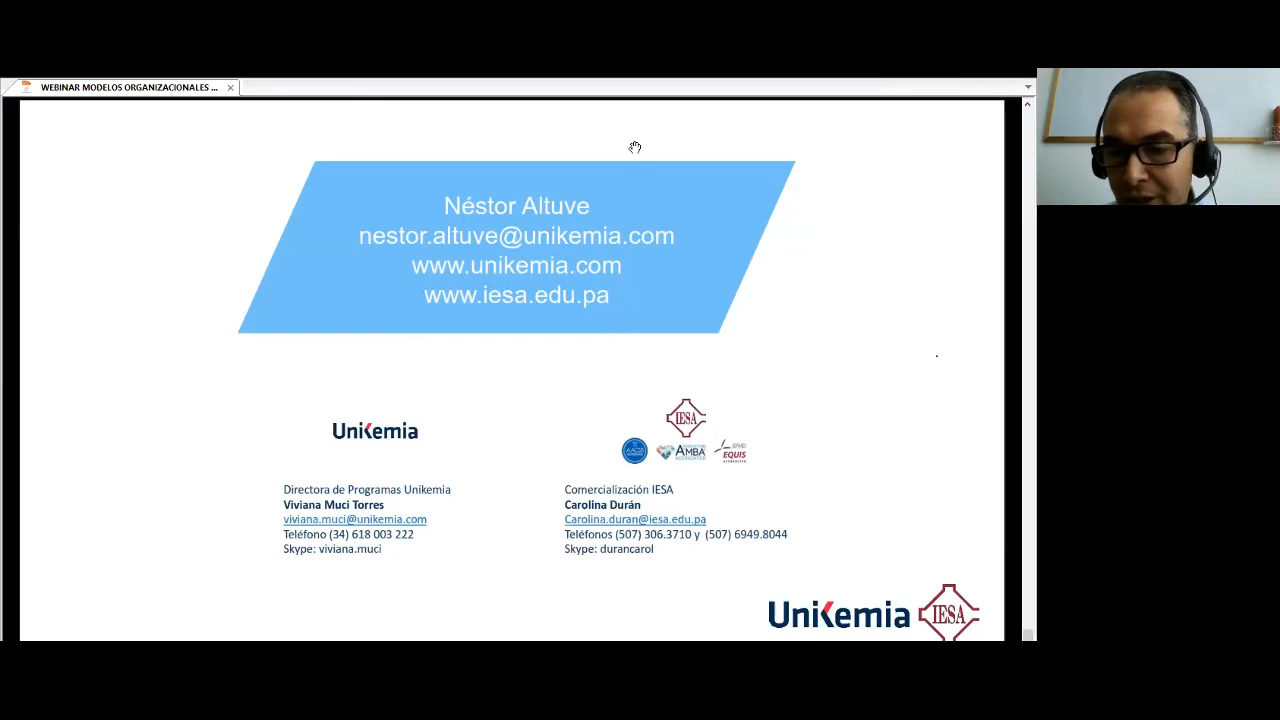 WEBINAR MODELOS ORGANIZACIONALES ...
Néstor Altuve
nestor.altuve@unikemia.com
www.unikemia.com
www.iesa.edu.pa
Unikemia
Directora de Programas Unikemia
Viviana Muci Torres
viviana.muci@unikemia.com
Teléfono (34) 618 003 222
Skype: viviana.muci
IESA
AMBA
EQUIS
Comercialización IESA
Carolina Durán
Carolina.duran@iesa.edu.pa
Teléfonos (507) 306.3710 y (507) 6949.8044
Skype: durancarol
Unikemia IESA